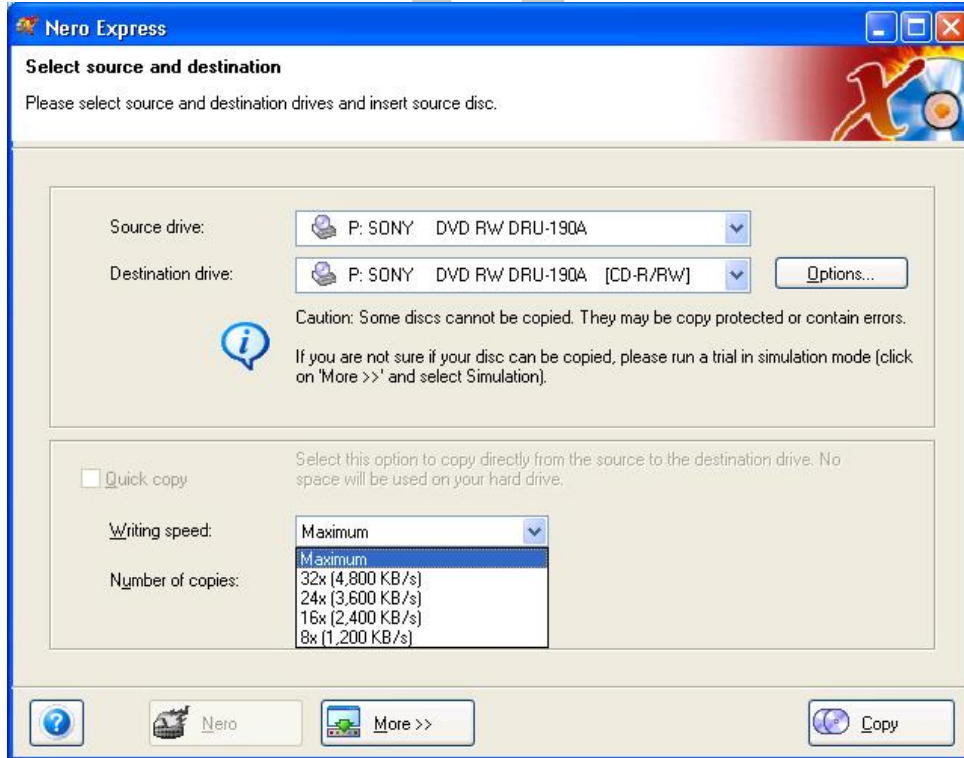 Nero Express
Select source and destination
Please select source and destination drives and insert source disc.
Source drive: P: SONY DVD RW DRU-190A
Destination drive: P: SONY DVD RW DRU-190A [CD-R/RW] Options...
Caution: Some discs cannot be copied. They may be copy protected or contain errors.
If you are not sure if your disc can be copied, please run a trial in simulation mode (click
on 'More >>' and select Simulation).
Quick copy
Select this option to copy directly from the source to the destination drive. No
space will be used on your hard drive.
Writing speed: Maximum
Maximum
32x (4,800 KB/s)
Number of copies:
24x (3,600 KB/s)
16x (2,400 KB/s)
8x (1,200 KB/s)
Nero More >> Copy